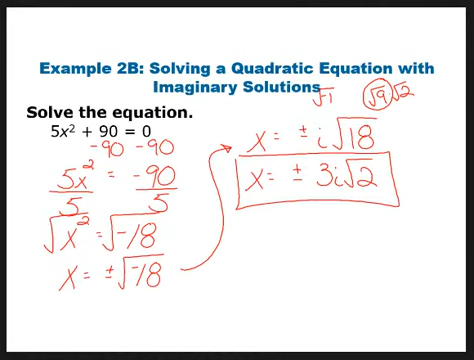 Example 2B: Solving a Quadratic Equation with
Imaginary Solutions
Solve the equation.
5x² + 90 = 0
-90 -90
5x² = -90
5 5
√x² = √-18
x = ±√-18
√-1 √9 √2
x = ± i√18
x = ± 3i√2